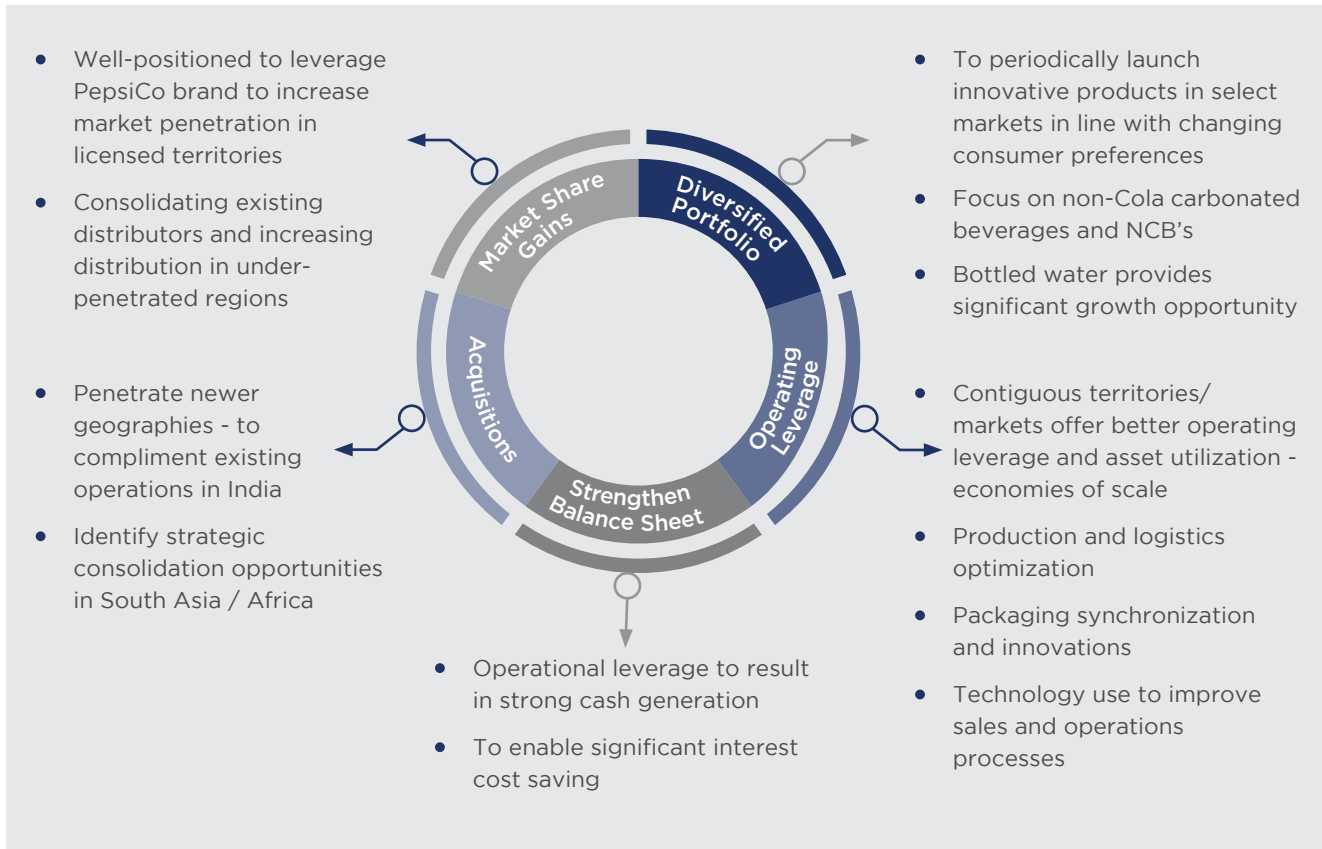 Well-positioned to leverage
PepsiCo brand to increase
market penetration in
licensed territories
Consolidating existing
distributors and increasing
distribution in under-
penetrated regions
Penetrate newer
geographies - to
compliment existing
operations in India
Identify strategic
consolidation opportunities
in South Asia / Africa
Market Share
Gains
Diversified
Portfolio
Acquisitions
Operating
Leverage
Strengthen
Balance Sheet
Operational leverage to result
in strong cash generation
To enable significant interest
cost saving
To periodically launch
innovative products in select
markets in line with changing
consumer preferences
Focus on non-Cola carbonated
beverages and NCB’s
Bottled water provides
significant growth opportunity
Contiguous territories/
markets offer better operating
leverage and asset utilization -
economies of scale
Production and logistics
optimization
Packaging synchronization
and innovations
Technology use to improve
sales and operations
processes